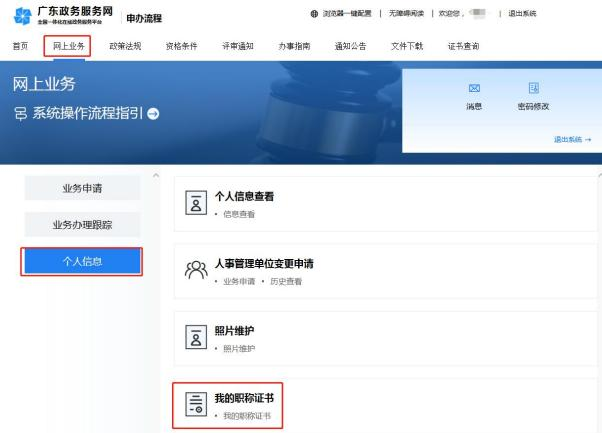 广东政务服务网
全国一体化在线政务服务平台
申办流程
浏览器一键配置 | 无障碍阅读 | 欢迎您， | 退出系统
首页 网上业务 政策法规 资格条件 评审通知 办事指南 通知公告 文件下载 证书查询
网上业务
系统操作流程指引
消息 密码修改
退出系统 →
业务申请
业务办理跟踪
个人信息
个人信息查看
• 信息查看
人事管理单位变更申请
• 业务申请 • 历史查看
照片维护
• 照片维护
我的职称证书
• 我的职称证书